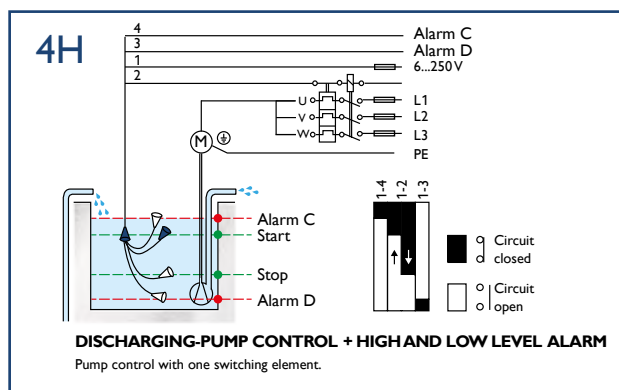 4H
4
3
1
2
Alarm C
Alarm D
6...250 V
U
V
W
L1
L2
L3
M
PE
Alarm C
Start
Stop
Alarm D
1-4
1-2
1-3
Circuit
closed
Circuit
open
DISCHARGING-PUMP CONTROL + HIGH AND LOW LEVEL ALARM
Pump control with one switching element.